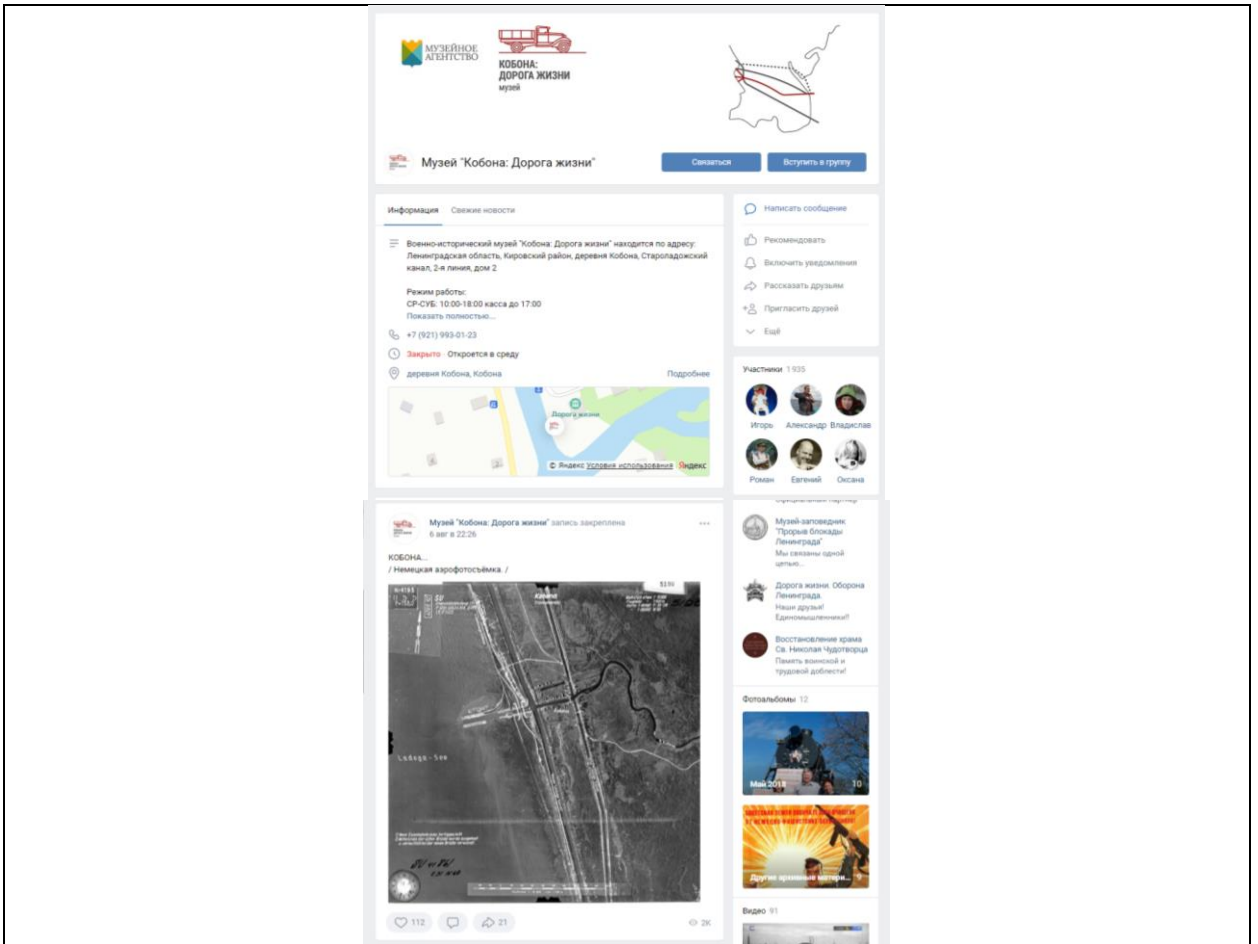 МУЗЕЙНОЕ
АГЕНТСТВО
КОБОНА:
ДОРОГА ЖИЗНИ
музей
Музей "Кобона: Дорога жизни"
Связаться
Вступить в группу
Информация Свежие новости
Военно-исторический музей "Кобона: Дорога жизни" находится по адресу:
Ленинградская область, Кировский район, деревня Кобона, Староладожский
канал, 2-я линия, дом 2
Режим работы:
СР-СУБ: 10:00-18:00 касса до 17:00
Показать полностью...
+7 (921) 993-01-23
Закрыто · Откроется в среду
деревня Кобона, Кобона Подробнее
Дорога жизни
© Яндекс Условия использования Яндекс
Написать сообщение
Рекомендовать
Включить уведомления
Рассказать друзьям
Пригласить друзей
Ещё
Участники 1 935
Игорь Александр Владислав
Роман Евгений Оксана
Музей "Кобона: Дорога жизни" запись закреплена
6 авг в 22:26
КОБОНА...
/ Немецкая аэрофотосъёмка. /
Ladoga-See
112 21 2K
Музей-заповедник
"Прорыв блокады
Ленинграда"
Мы связаны одной
цепью...
Дорога жизни. Оборона
Ленинграда.
Наши друзья!
Единомышленники!!
Восстановление храма
Св. Николая Чудотворца
Память воинской и
трудовой доблести!
Фотоальбомы 12
Май 2018 10
Другие архивные матери... 9
Видео 91